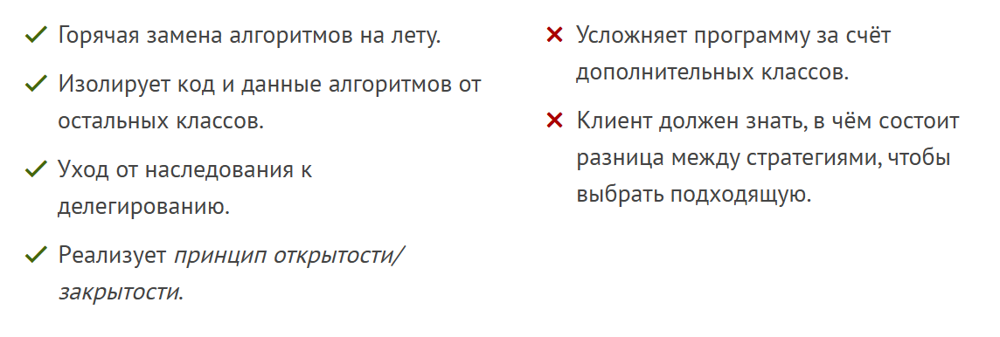 Горячая замена алгоритмов на лету.
Изолирует код и данные алгоритмов от
остальных классов.
Уход от наследования к
делегированию.
Реализует принцип открытости/
закрытости.
Усложняет программу за счёт
дополнительных классов.
Клиент должен знать, в чём состоит
разница между стратегиями, чтобы
выбрать подходящую.